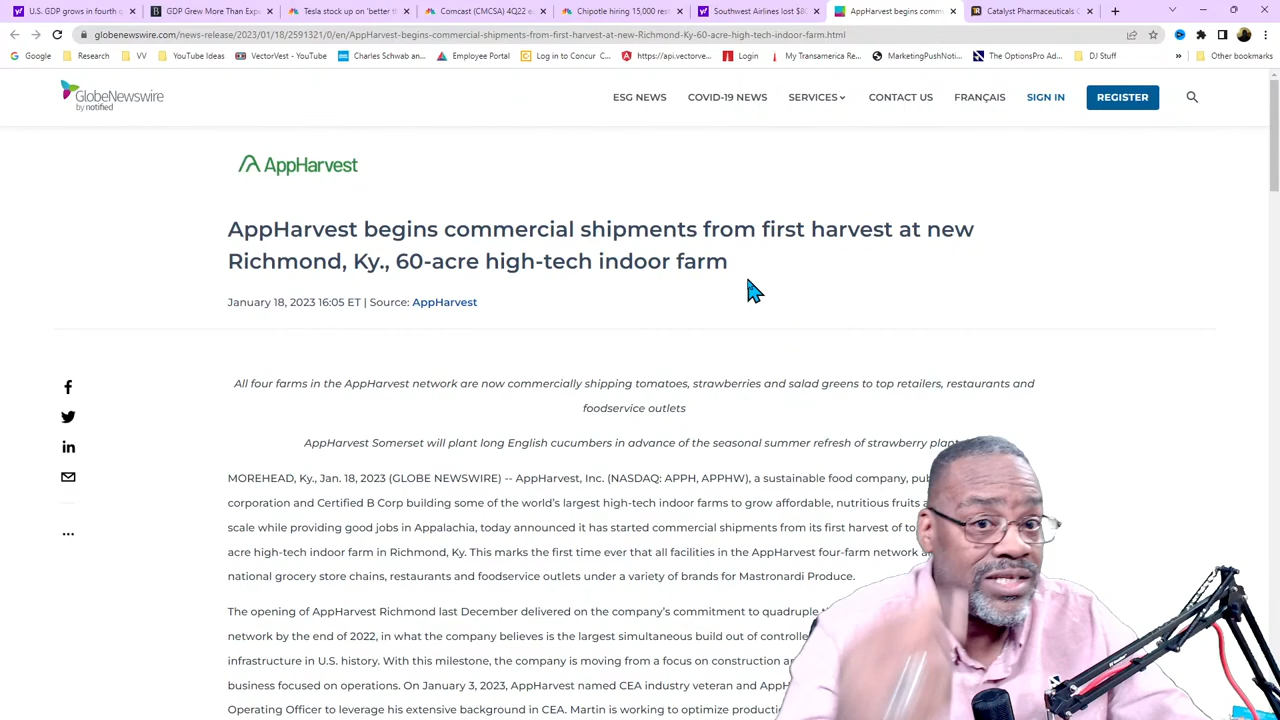 U.S. GDP grows in fourth q
GDP Grew More Than Expe
Tesla stock up on 'better th
Comcast (CMCSA) 4Q22 e
Chipotle hiring 15,000 rest
Southwest Airlines lost $80
AppHarvest begins comme
Catalyst Pharmaceuticals
globenewswire.com/news-release/2023/01/18/2591321/0/en/AppHarvest-begins-commercial-shipments-from-first-harvest-at-new-Richmond-Ky-60-acre-high-tech-indoor-farm.html
Google Research VV YouTube Ideas VectorVest - YouTube Charles Schwab an... Employee Portal Log in to Concur C... https://api.vectorve... Login My Transamerica Re... MarketingPushNoti... The OptionsPro Ad... DJ Stuff » Other bookmarks
GlobeNewswire
by notified
ESG NEWS COVID-19 NEWS SERVICES CONTACT US FRANÇAIS SIGN IN REGISTER
AppHarvest
AppHarvest begins commercial shipments from first harvest at new
Richmond, Ky., 60-acre high-tech indoor farm
January 18, 2023 16:05 ET | Source: AppHarvest
All four farms in the AppHarvest network are now commercially shipping tomatoes, strawberries and salad greens to top retailers, restaurants and
foodservice outlets
AppHarvest Somerset will plant long English cucumbers in advance of the seasonal summer refresh of strawberry plant
MOREHEAD, Ky., Jan. 18, 2023 (GLOBE NEWSWIRE) -- AppHarvest, Inc. (NASDAQ: APPH, APPHW), a sustainable food company, pu
corporation and Certified B Corp building some of the world's largest high-tech indoor farms to grow affordable, nutritious fruits a
scale while providing good jobs in Appalachia, today announced it has started commercial shipments from its first harvest of to
acre high-tech indoor farm in Richmond, Ky. This marks the first time ever that all facilities in the AppHarvest four-farm network a
national grocery store chains, restaurants and foodservice outlets under a variety of brands for Mastronardi Produce.
The opening of AppHarvest Richmond last December delivered on the company's commitment to quadruple
network by the end of 2022, in what the company believes is the largest simultaneous build out of controlle
infrastructure in U.S. history. With this milestone, the company is moving from a focus on construction an
business focused on operations. On January 3, 2023, AppHarvest named CEA industry veteran and App
Operating Officer to leverage his extensive background in CEA. Martin is working to optimize producti